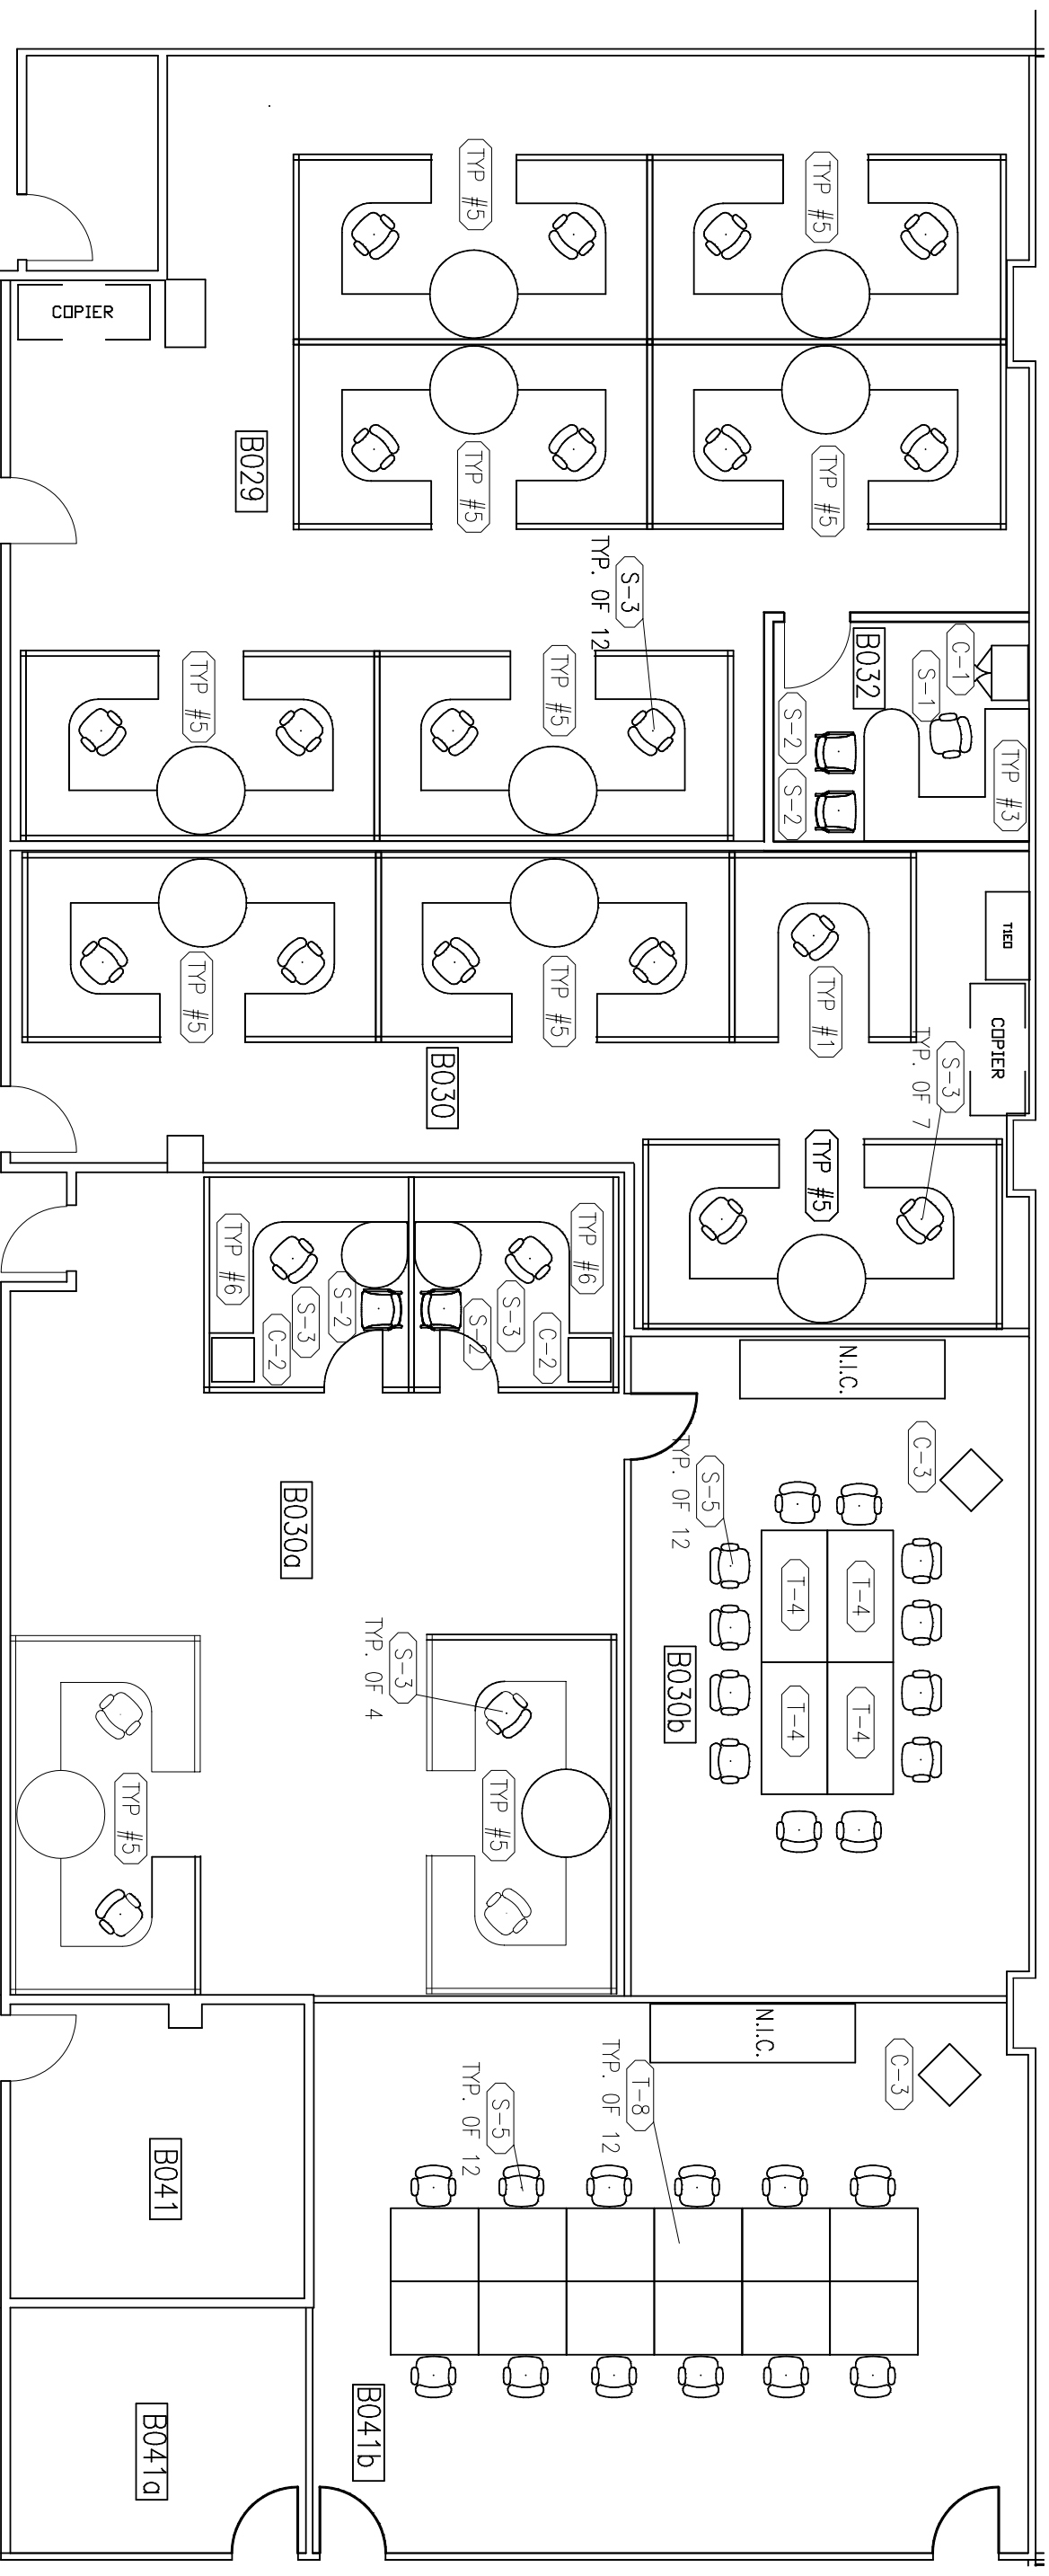 TYP #5
TYP #5
COPIER
TYP #5
TYP #5
B029
S-3
TYP. OF 12
B032
C-1
S-1
S-2
S-2
TYP #3
TYP #5
TYP #5
T1E0
COPIER
TYP #5
TYP #5
TYP #1
S-3
TYP. OF 7
B030
TYP #5
TYP #6
TYP #6
S-2
S-3
C-2
S-2
S-3
C-2
N.I.C.
C-3
S-5
TYP. OF 12
B030a
T-4
T-4
T-4
T-4
B030b
S-3
TYP. OF 4
TYP #5
TYP #5
N.I.C.
C-3
T-8
TYP. OF 12
S-5
TYP. OF 12
B041
B041b
B041a